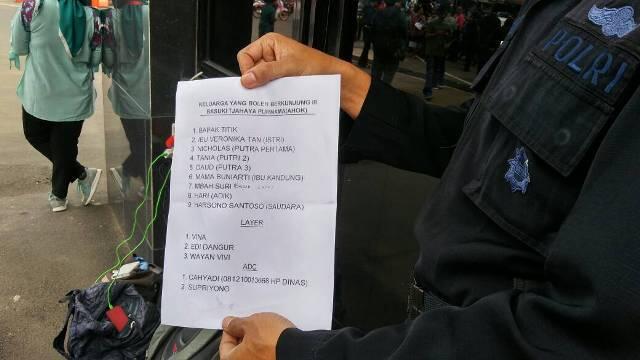 KELUARGA YANG BOLEH BERKUNJUNG IR
BASUKI TJAHAYA PURNAMA(AHOK)
1. BAPAK TITIK
2. IBU VERONIKA TAN (ISTRI)
3. NICHOLAS (PUTRA PERTAMA)
4. TANIA (PUTRI 2)
5. DAUD (PUTRA 3)
6. MAMA BUNIARTI (IBU KANDUNG)
7. MBAH SURI
8. HARI (ADIK)
9. HARSONO SANTOSO (SAUDARA)
LAYER
1. VINA
2. EDI DANGUR
3. WAYAN VIVI
ADC
1. CAHYADI (081210013668 HP DINAS)
2. SUPRIYONO
POLRI